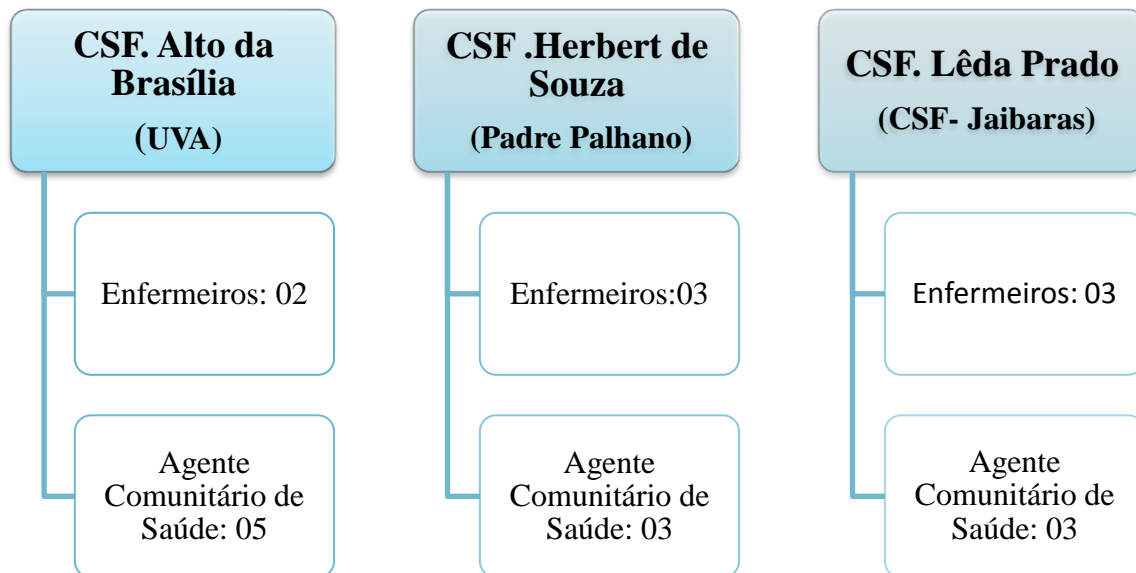 CSF. Alto da
Brasília
(UVA)
Enfermeiros: 02
Agente
Comunitário de
Saúde: 05
CSF .Herbert de
Souza
(Padre Palhano)
Enfermeiros:03
Agente
Comunitário de
Saúde: 03
CSF. Lêda Prado
(CSF- Jaibaras)
Enfermeiros: 03
Agente
Comunitário de
Saúde: 03